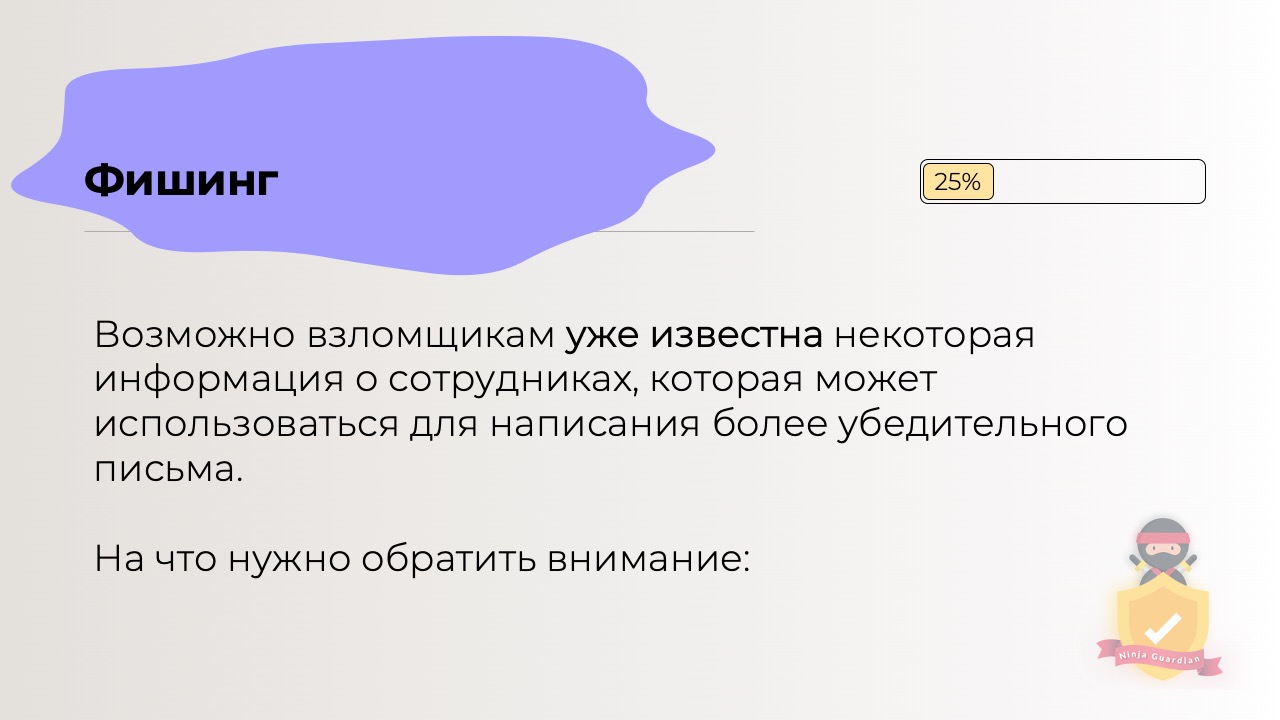 Фишинг
25%
Возможно взломщикам уже известна некоторая
информация о сотрудниках, которая может
использоваться для написания более убедительного
письма.
На что нужно обратить внимание:
Ninja Guardian